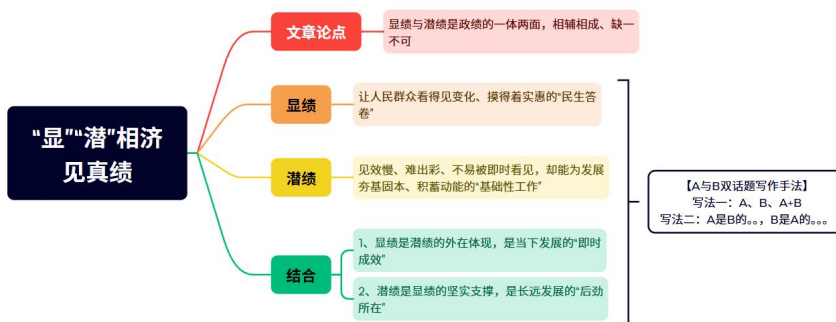 “显”“潜”相济
见真绩
文章论点
显绩与潜绩是政绩的一体两面，相辅相成、缺一
不可
显绩
让人民群众看得见变化、摸得着实惠的“民生答
卷”
潜绩
见效慢、难出彩、不易被即时看见，却能为发展
夯基固本、积蓄动能的“基础性工作”
结合
1、显绩是潜绩的外在体现，是当下发展的“即时
成效”
2、潜绩是显绩的坚实支撑，是长远发展的“后劲
所在”
【A与B双话题写作手法】
写法一：A、B、A+B
写法二：A是B的。。，B是A的。。。